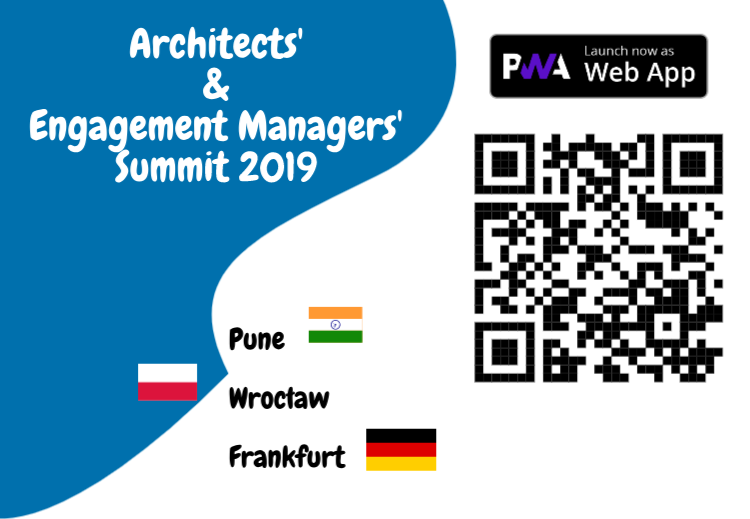 Architects'
&
Engagement Managers'
Summit 2019
PWA
Launch now as
Web App
Pune
Wrocław
Frankfurt